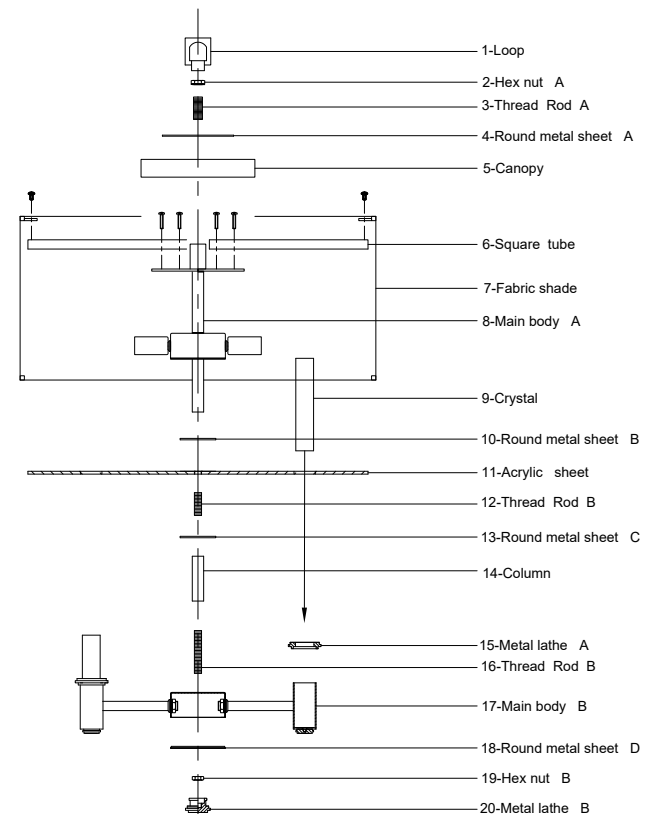 1-Loop
2-Hex nut A
3-Thread Rod A
4-Round metal sheet A
5-Canopy
6-Square tube
7-Fabric shade
8-Main body A
9-Crystal
10-Round metal sheet B
11-Acrylic sheet
12-Thread Rod B
13-Round metal sheet C
14-Column
15-Metal lathe A
16-Thread Rod B
17-Main body B
18-Round metal sheet D
19-Hex nut B
20-Metal lathe B